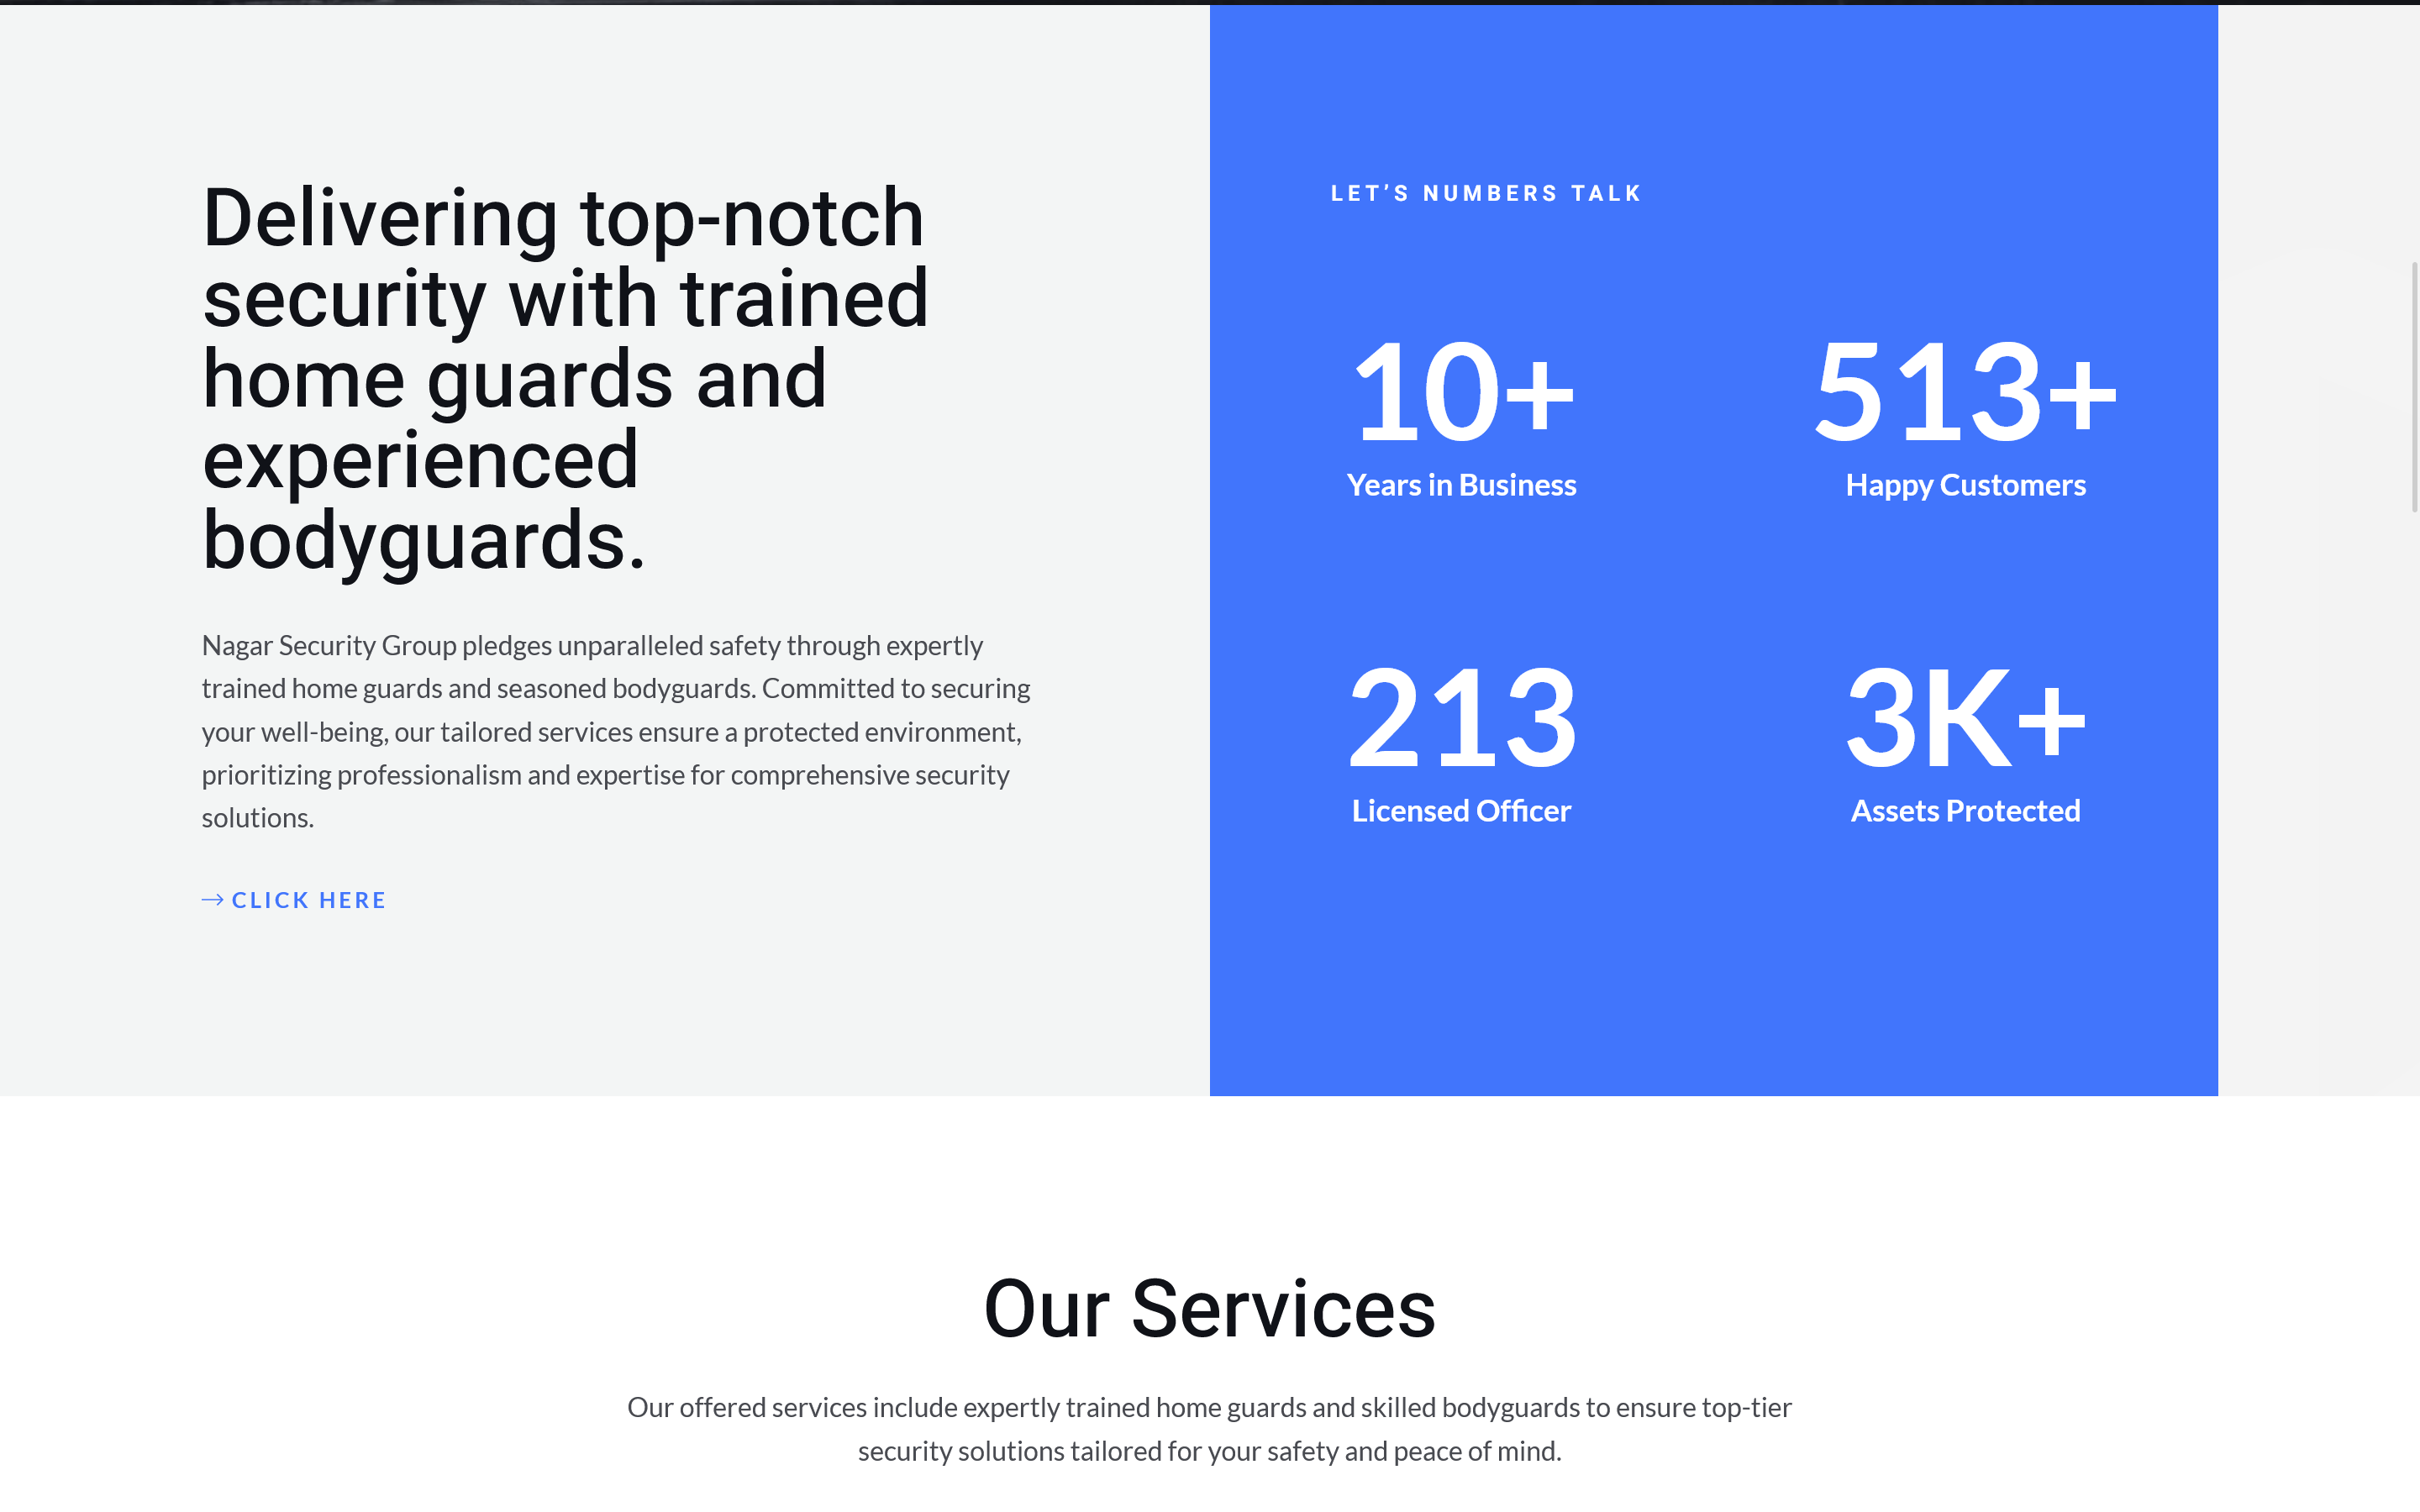 Delivering top-notch
security with trained
home guards and
experienced
bodyguards.
Nagar Security Group pledges unparalleled safety through expertly
trained home guards and seasoned bodyguards. Committed to securing
your well-being, our tailored services ensure a protected environment,
prioritizing professionalism and expertise for comprehensive security
solutions.
→ CLICK HERE
LET’S NUMBERS TALK
10+
Years in Business
513+
Happy Customers
213
Licensed Officer
3K+
Assets Protected
Our Services
Our offered services include expertly trained home guards and skilled bodyguards to ensure top-tier
security solutions tailored for your safety and peace of mind.